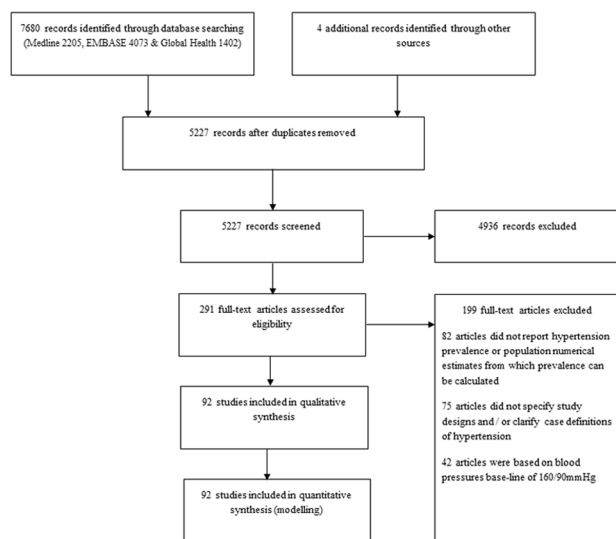 7680 records identified through database searching
(Medline 2205, EMBASE 4073 & Global Health 1402)
4 additional records identified through other
sources
5227 records after duplicates removed
5227 records screened
4936 records excluded
291 full-text articles assessed for
eligibility
199 full-text articles excluded
82 articles did not report hypertension
prevalence or population numerical
estimates from which prevalence can
be calculated
75 articles did not specify study
designs and / or clarify case definitions
of hypertension
42 articles were based on blood
pressures base-line of 160/90mmHg
92 studies included in qualitative
synthesis
92 studies included in quantitative
synthesis (modelling)